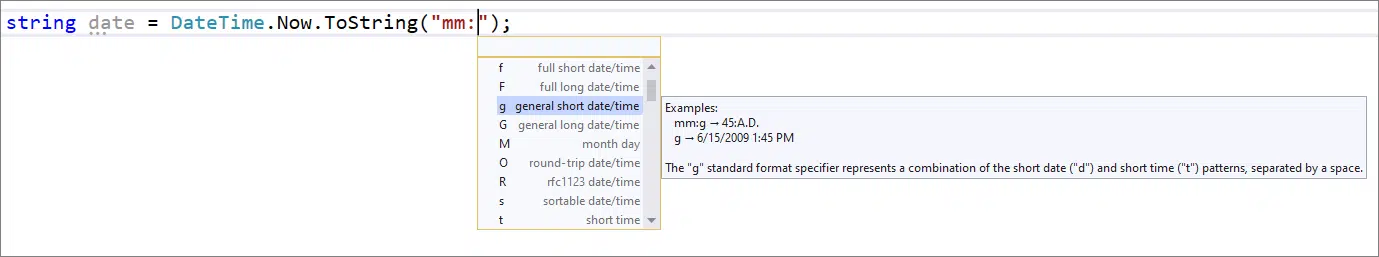 string date = DateTime.Now.ToString("mm:");
f full short date/time
F full long date/time
g general short date/time
G general long date/time
M month day
O round-trip date/time
R rfc1123 date/time
s sortable date/time
t short time
Examples:
mm:g → 45:A.D.
g → 6/15/2009 1:45 PM
The "g" standard format specifier represents a combination of the short date ("d") and short time ("t") patterns, separated by a space.